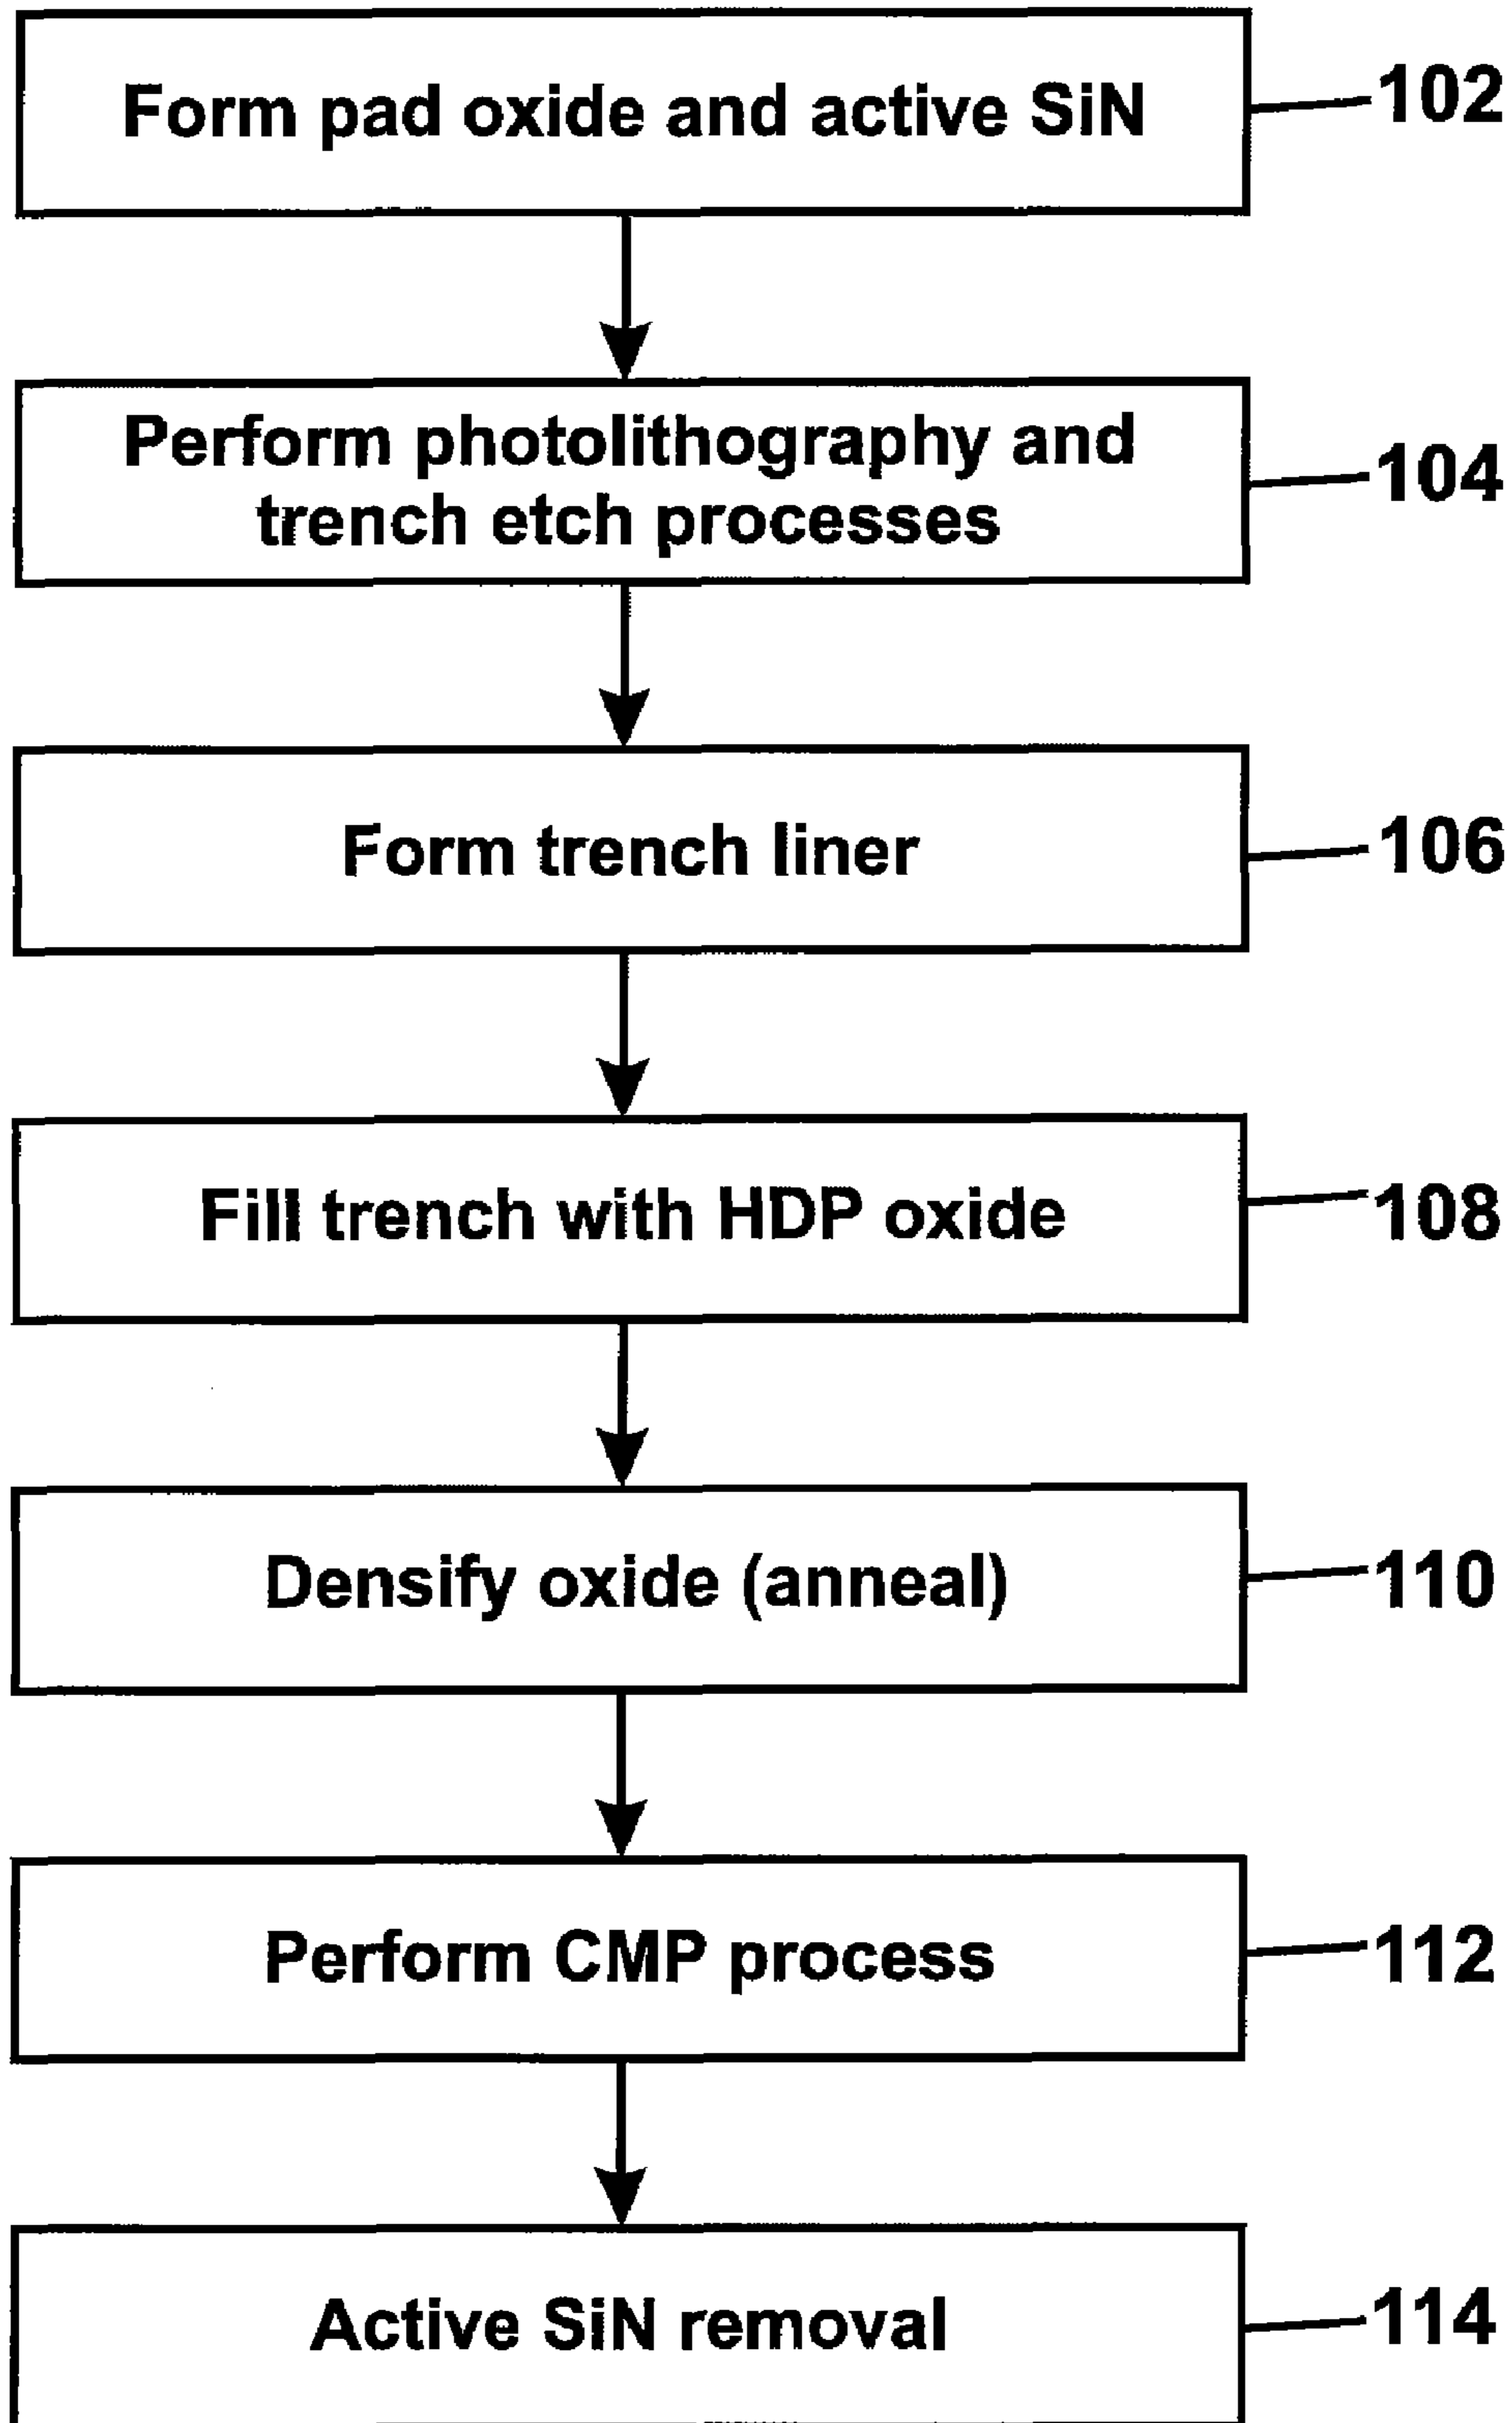 Form pad oxide and active SiN
102
Perform photolithography and
trench etch processes
104
Form trench liner
106
Fill trench with HDP oxide
108
Densify oxide (anneal)
110
Perform CMP process
112
Active SiN removal
114